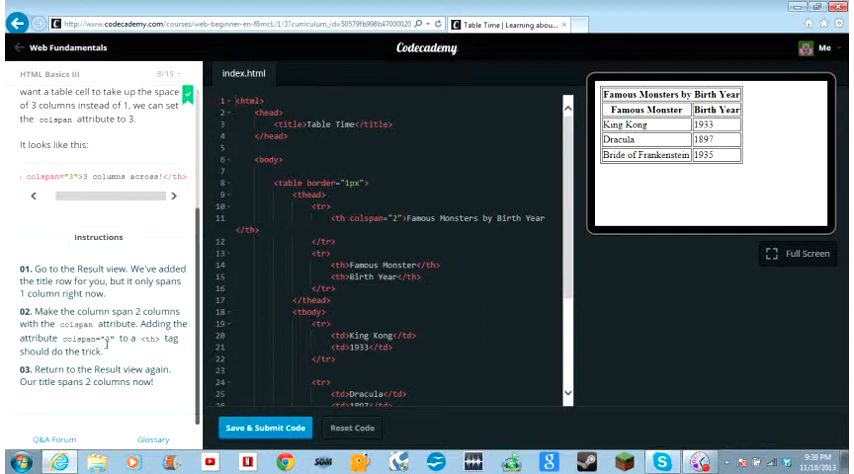 http://www.codecademy.com/courses/web-beginner-en-f8mcL/1/3?curriculum_id=50579fb998b47000020
Table Time | Learning abou...
Web Fundamentals
Codecademy
Me
HTML Basics III
8/15
want a table cell to take up the space
of 3 columns instead of 1, we can set
the colspan attribute to 3.
It looks like this:
colspan="3">3 columns across!</th>
Instructions
01. Go to the Result view. We've added
the title row for you, but it only spans
1 column right now.
02. Make the column span 2 columns
with the colspan attribute. Adding the
attribute colspan="2" to a <th> tag
should do the trick.
03. Return to the Result view again.
Our title spans 2 columns now!
Q&A Forum
Glossary
index.html
1 <html>
2 <head>
3 <title>Table Time</title>
4 </head>
5
6 <body>
7
8 <table border="1px">
9 <thead>
10 <tr>
11 <th colspan="2">Famous Monsters by Birth Year
</th>
12 </tr>
13 <tr>
14 <th>Famous Monster</th>
15 <th>Birth Year</th>
16 </tr>
17 </thead>
18 <tbody>
19 <tr>
20 <td>King Kong</td>
21 <td>1933</td>
22 </tr>
23
24 <tr>
25 <td>Dracula</td>
<td>1897</td>
Save & Submit Code
Reset Code
Famous Monsters by Birth Year
Famous Monster Birth Year
King Kong 1933
Dracula 1897
Bride of Frankenstein 1935
Full Screen
9:39 PM
11/10/2013